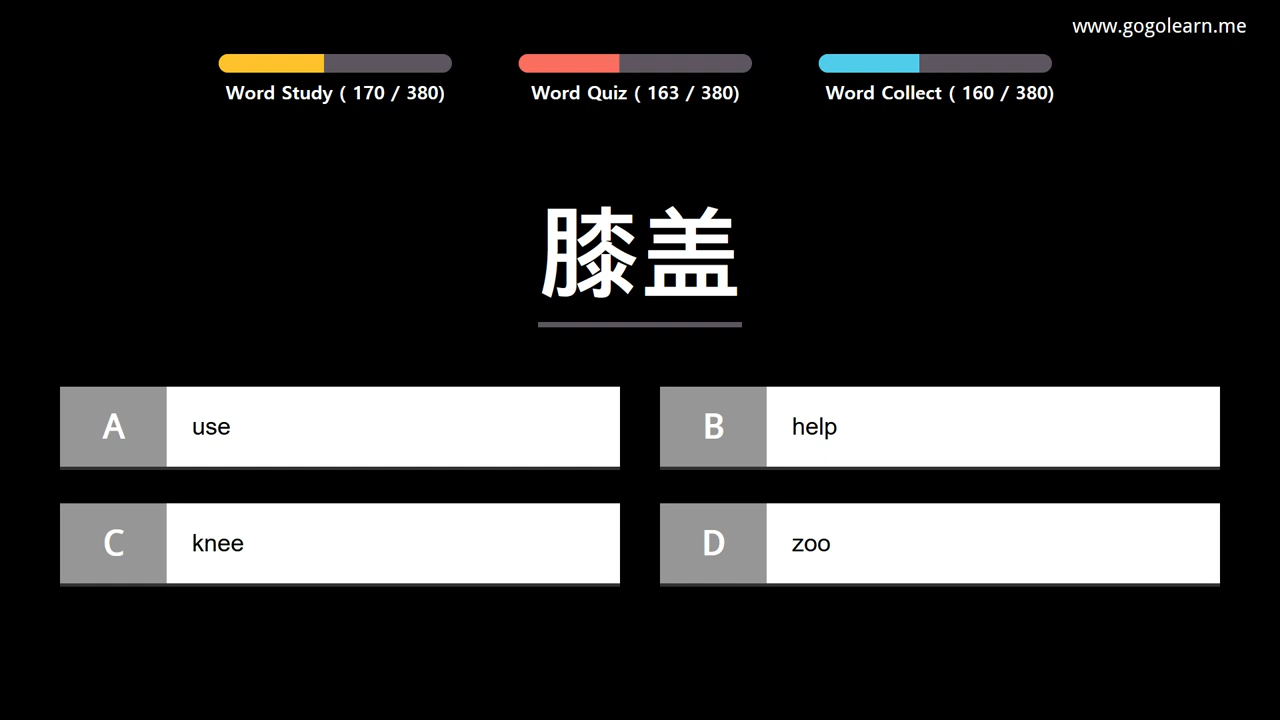 www.gogolearn.me
Word Study ( 170 / 380)
Word Quiz ( 163 / 380)
Word Collect ( 160 / 380)
膝盖
A use
B help
C knee
D zoo